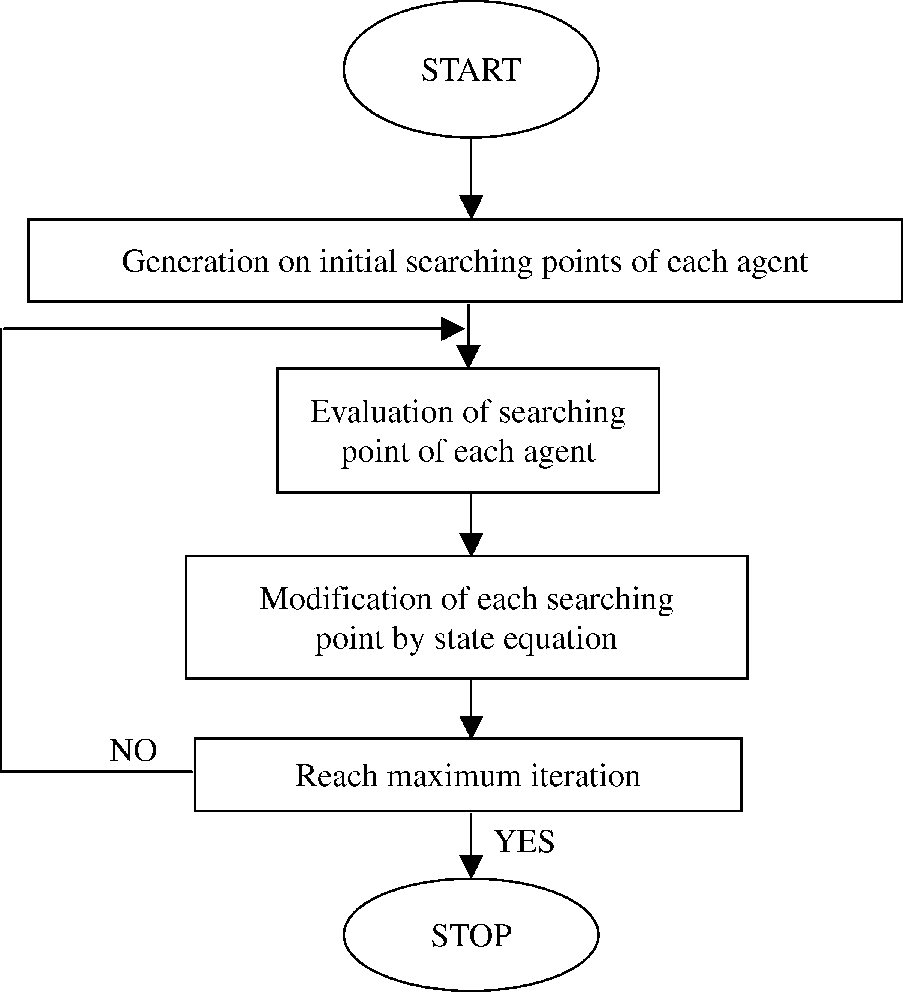 START
Generation on initial searching points of each agent
Evaluation of searching
point of each agent
Modification of each searching
point by state equation
NO
Reach maximum iteration
YES
STOP